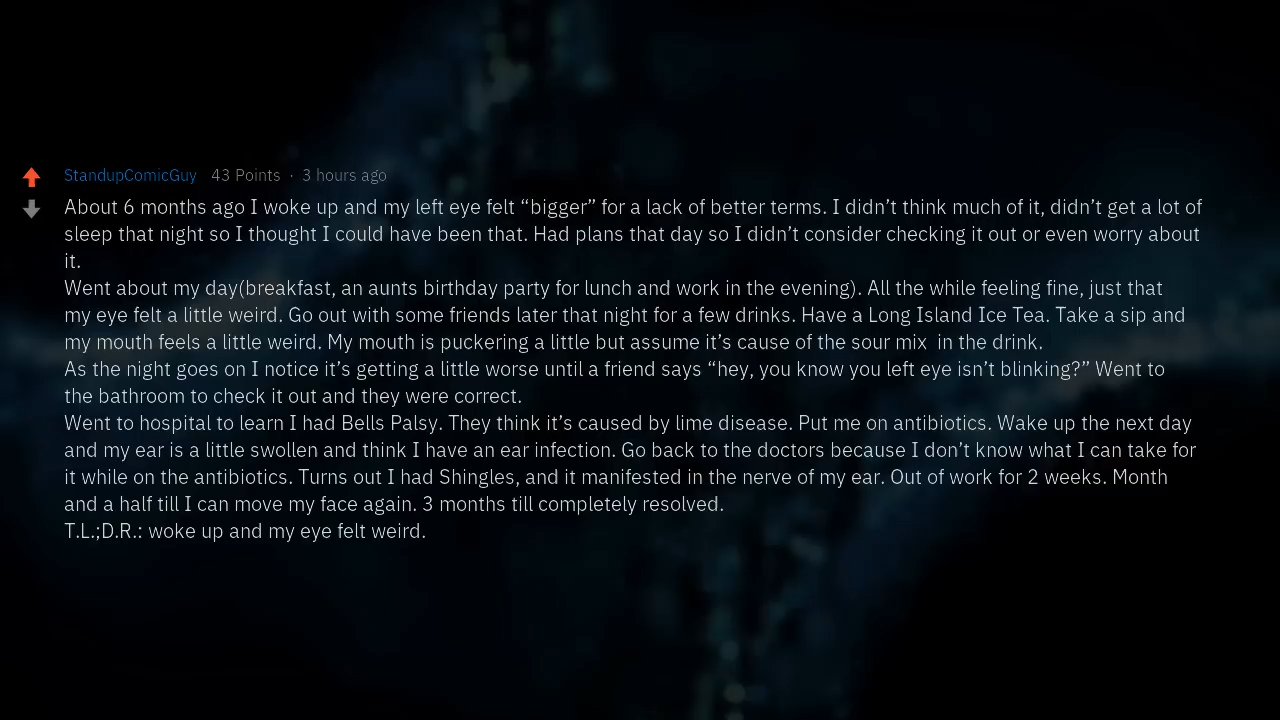 StandupComicGuy 43 Points · 3 hours ago
About 6 months ago I woke up and my left eye felt “bigger” for a lack of better terms. I didn’t think much of it, didn’t get a lot of
sleep that night so I thought I could have been that. Had plans that day so I didn’t consider checking it out or even worry about
it.
Went about my day(breakfast, an aunts birthday party for lunch and work in the evening). All the while feeling fine, just that
my eye felt a little weird. Go out with some friends later that night for a few drinks. Have a Long Island Ice Tea. Take a sip and
my mouth feels a little weird. My mouth is puckering a little but assume it’s cause of the sour mix  in the drink.
As the night goes on I notice it’s getting a little worse until a friend says “hey, you know you left eye isn’t blinking?” Went to
the bathroom to check it out and they were correct.
Went to hospital to learn I had Bells Palsy. They think it’s caused by lime disease. Put me on antibiotics. Wake up the next day
and my ear is a little swollen and think I have an ear infection. Go back to the doctors because I don’t know what I can take for
it while on the antibiotics. Turns out I had Shingles, and it manifested in the nerve of my ear. Out of work for 2 weeks. Month
and a half till I can move my face again. 3 months till completely resolved.
T.L.;D.R.: woke up and my eye felt weird.